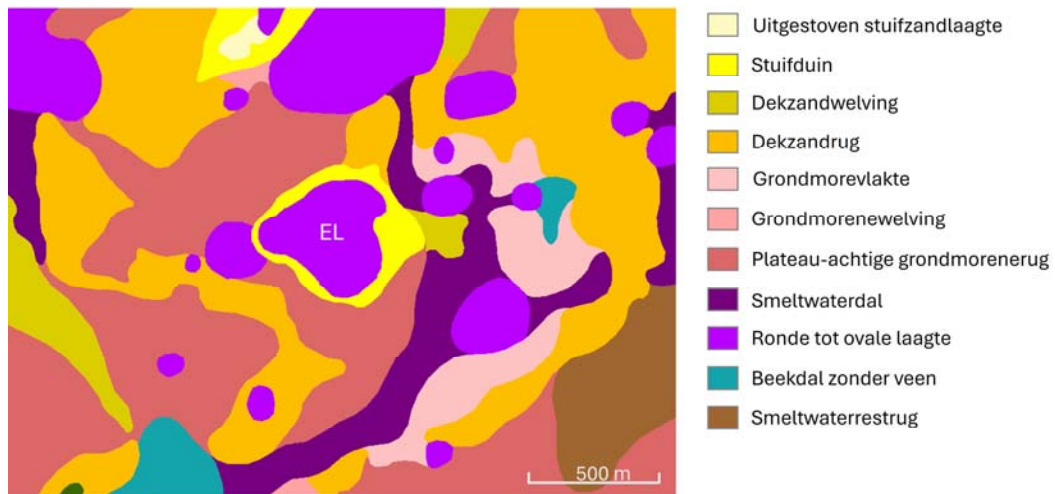 Uitgestoven stuifzandlaagte
Stuifduin
Dekzandwelving
Dekzandrug
Grondmorevlakte
Grondmorenewelving
Plateau-achtige grondmorenerug
Smeltwaterdal
Ronde tot ovale laagte
Beekdal zonder veen
Smeltwaterrestrug
EL
500 m